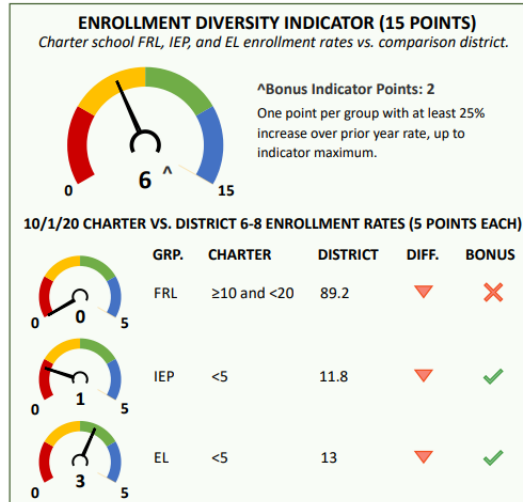 ENROLLMENT DIVERSITY INDICATOR (15 POINTS)
Charter school FRL, IEP, and EL enrollment rates vs. comparison district.
^Bonus Indicator Points: 2
One point per group with at least 25%
increase over prior year rate, up to
indicator maximum.
6 ^
0 15
10/1/20 CHARTER VS. DISTRICT 6-8 ENROLLMENT RATES (5 POINTS EACH)
GRP. CHARTER DISTRICT DIFF. BONUS
FRL ≥10 and <20 89.2
0 0 5
IEP <5 11.8
0 1 5
EL <5 13
0 3 5